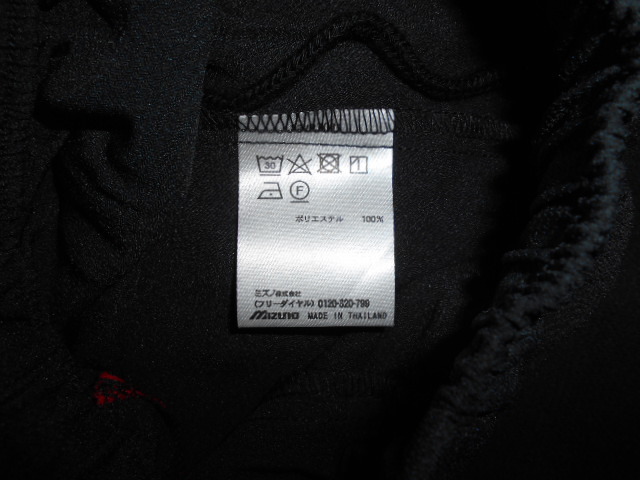 30
F
ポリエステル 100%
ミズノ株式会社
(フリーダイヤル) 0120-320-799
mizuno MADE IN THAILAND